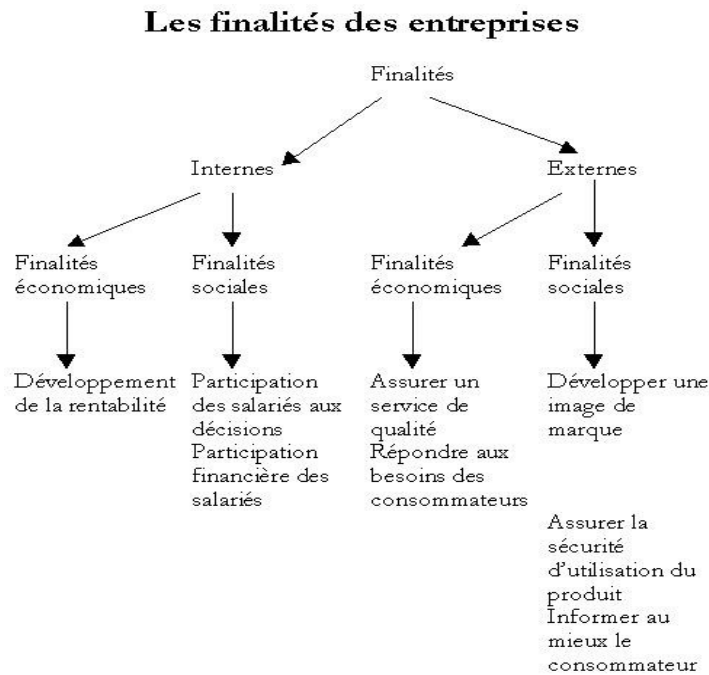 Les finalités des entreprises
Finalités
Internes
Externes
Finalités
économiques
Finalités
sociales
Finalités
économiques
Finalités
sociales
Développement
de la rentabilité
Participation
des salariés aux
décisions
Participation
financière des
salariés
Assurer un
service de
qualité
Répondre aux
besoins des
consommateurs
Développer une
image de
marque
Assurer la
sécurité
d'utilisation du
produit
Informer au
mieux le
consommateur